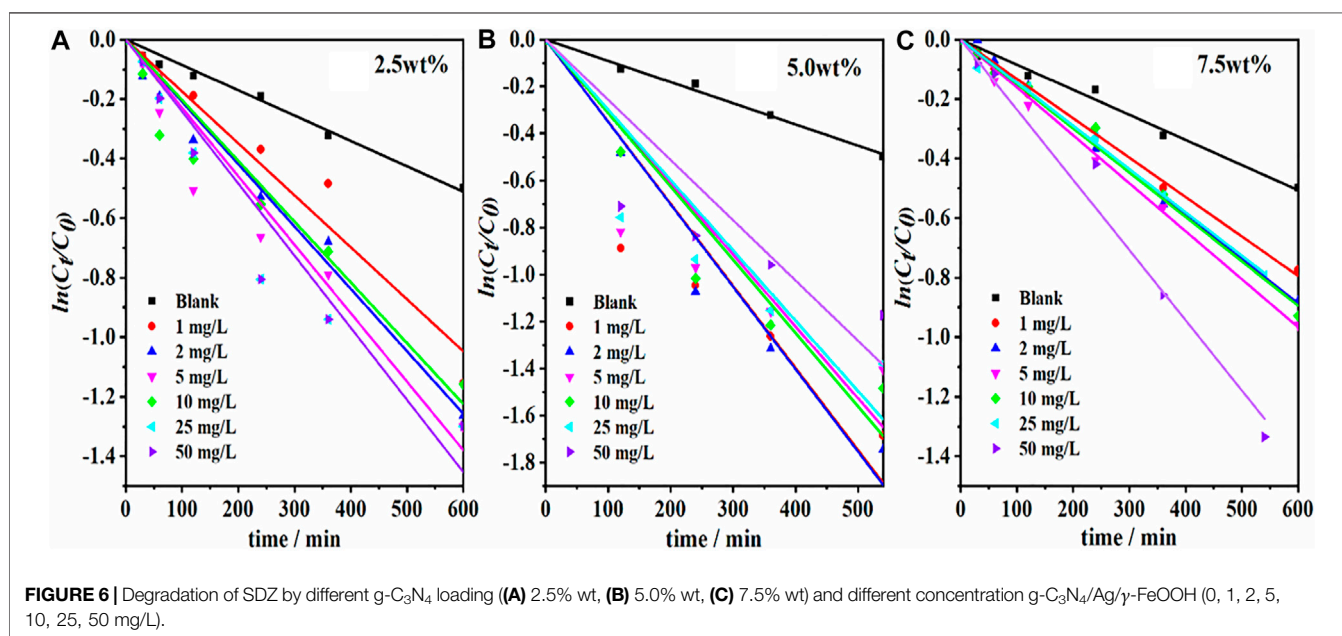 A
2.5wt%
0.0
-0.2
-0.4
-0.6
-0.8
-1.0
-1.2
-1.4
ln(Ct/C0)
Blank
1 mg/L
2 mg/L
5 mg/L
10 mg/L
25 mg/L
50 mg/L
0 100 200 300 400 500 600
time / min
B
5.0wt%
0.0
-0.2
-0.4
-0.6
-0.8
-1.0
-1.2
-1.4
-1.6
-1.8
ln(Ct/C0)
Blank
1 mg/L
2 mg/L
5 mg/L
10 mg/L
25 mg/L
50 mg/L
0 100 200 300 400 500
time / min
C
7.5wt%
0.0
-0.2
-0.4
-0.6
-0.8
-1.0
-1.2
-1.4
ln(Ct/C0)
Blank
1 mg/L
2 mg/L
5 mg/L
10 mg/L
25 mg/L
50 mg/L
0 100 200 300 400 500 600
time / min
FIGURE 6 | Degradation of SDZ by different g-C3N4 loading ((A) 2.5% wt, (B) 5.0% wt, (C) 7.5% wt) and different concentration g-C3N4/Ag/γ-FeOOH (0, 1, 2, 5,
10, 25, 50 mg/L).